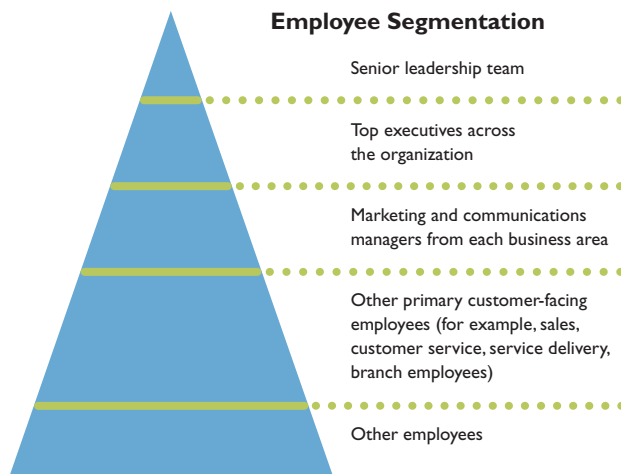 Employee Segmentation
Senior leadership team
Top executives across
the organization
Marketing and communications
managers from each business area
Other primary customer-facing
employees (for example, sales,
customer service, service delivery,
branch employees)
Other employees